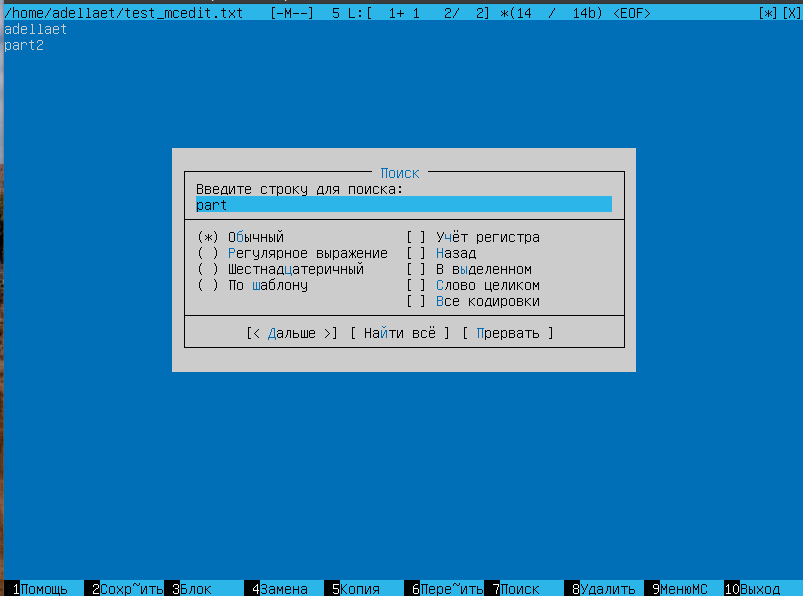 /home/adellaet/test_mcedit.txt [-M--] 5 L:[ 1+ 1 2/ 2] *(14 / 14b) <EOF> [*][X]
adellaet
part2
Поиск
Введите строку для поиска:
part
(*) Обычный [ ] Учёт регистра
( ) Регулярное выражение [ ] Назад
( ) Шестнадцатеричный [ ] В выделенном
( ) По шаблону [ ] Слово целиком
[ ] Все кодировки
[< Дальше >] [ Найти всё ] [ Прервать ]
1Помощь 2Сохр~ить 3Блок 4Замена 5Копия 6Пере~ить 7Поиск 8Удалить 9МенюMC 10Выход